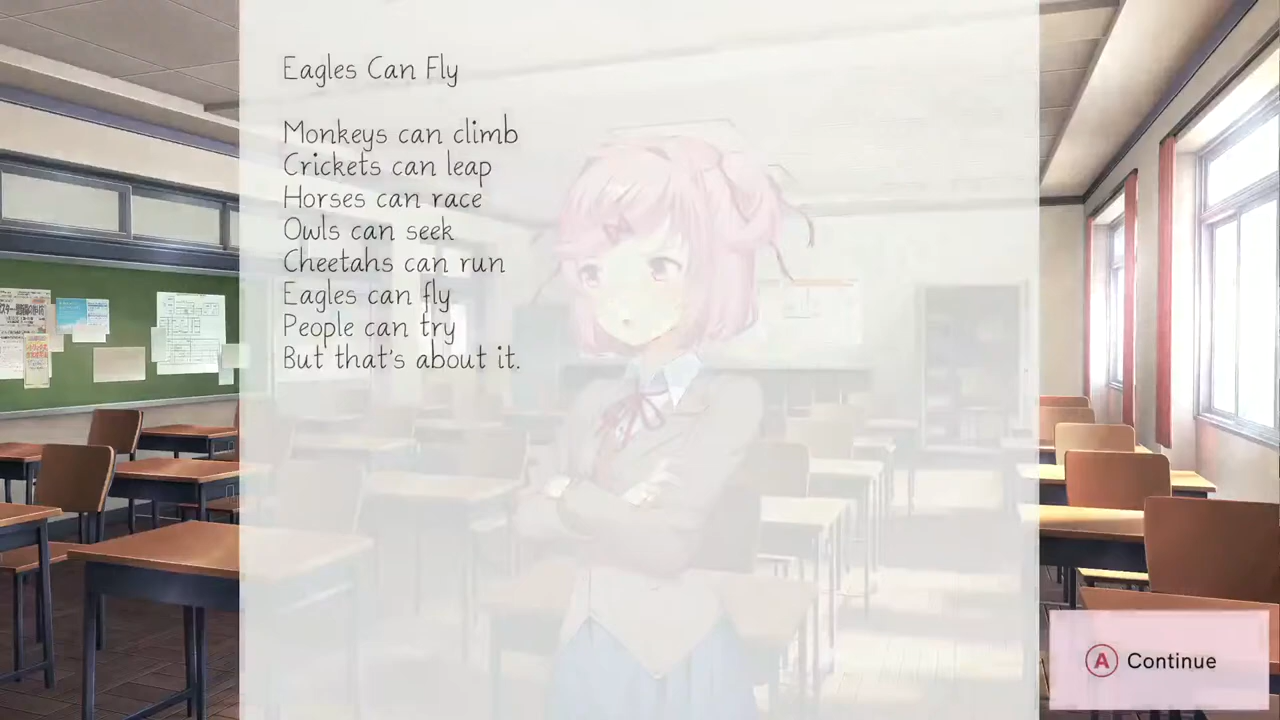 Eagles Can Fly
Monkeys can climb
Crickets can leap
Horses can race
Owls can seek
Cheetahs can run
Eagles can fly
People can try
But that's about it.
A Continue